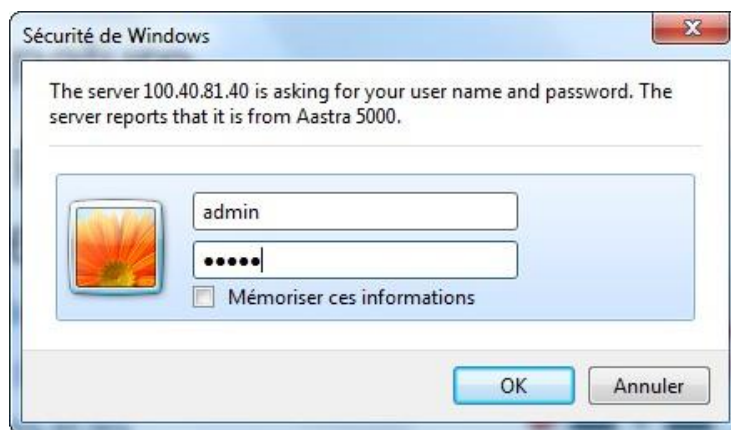 Sécurité de Windows
The server 100.40.81.40 is asking for your user name and password. The
server reports that it is from Aastra 5000.
admin
•••••
Mémoriser ces informations
OK
Annuler